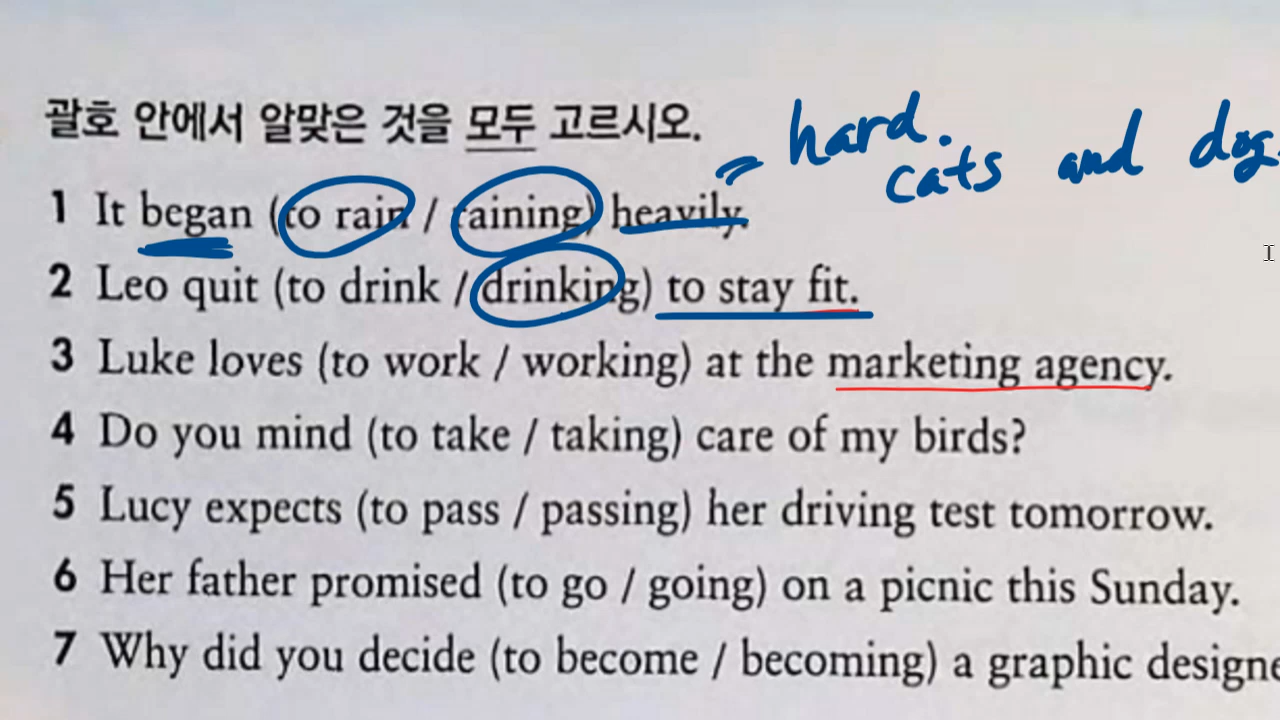 괄호 안에서 알맞은 것을 모두 고르시오.
= hard.
cats and dog
1 It began (to rain / raining) heavily.
2 Leo quit (to drink / drinking) to stay fit.
3 Luke loves (to work / working) at the marketing agency.
4 Do you mind (to take / taking) care of my birds?
5 Lucy expects (to pass / passing) her driving test tomorrow.
6 Her father promised (to go / going) on a picnic this Sunday.
7 Why did you decide (to become / becoming) a graphic designe